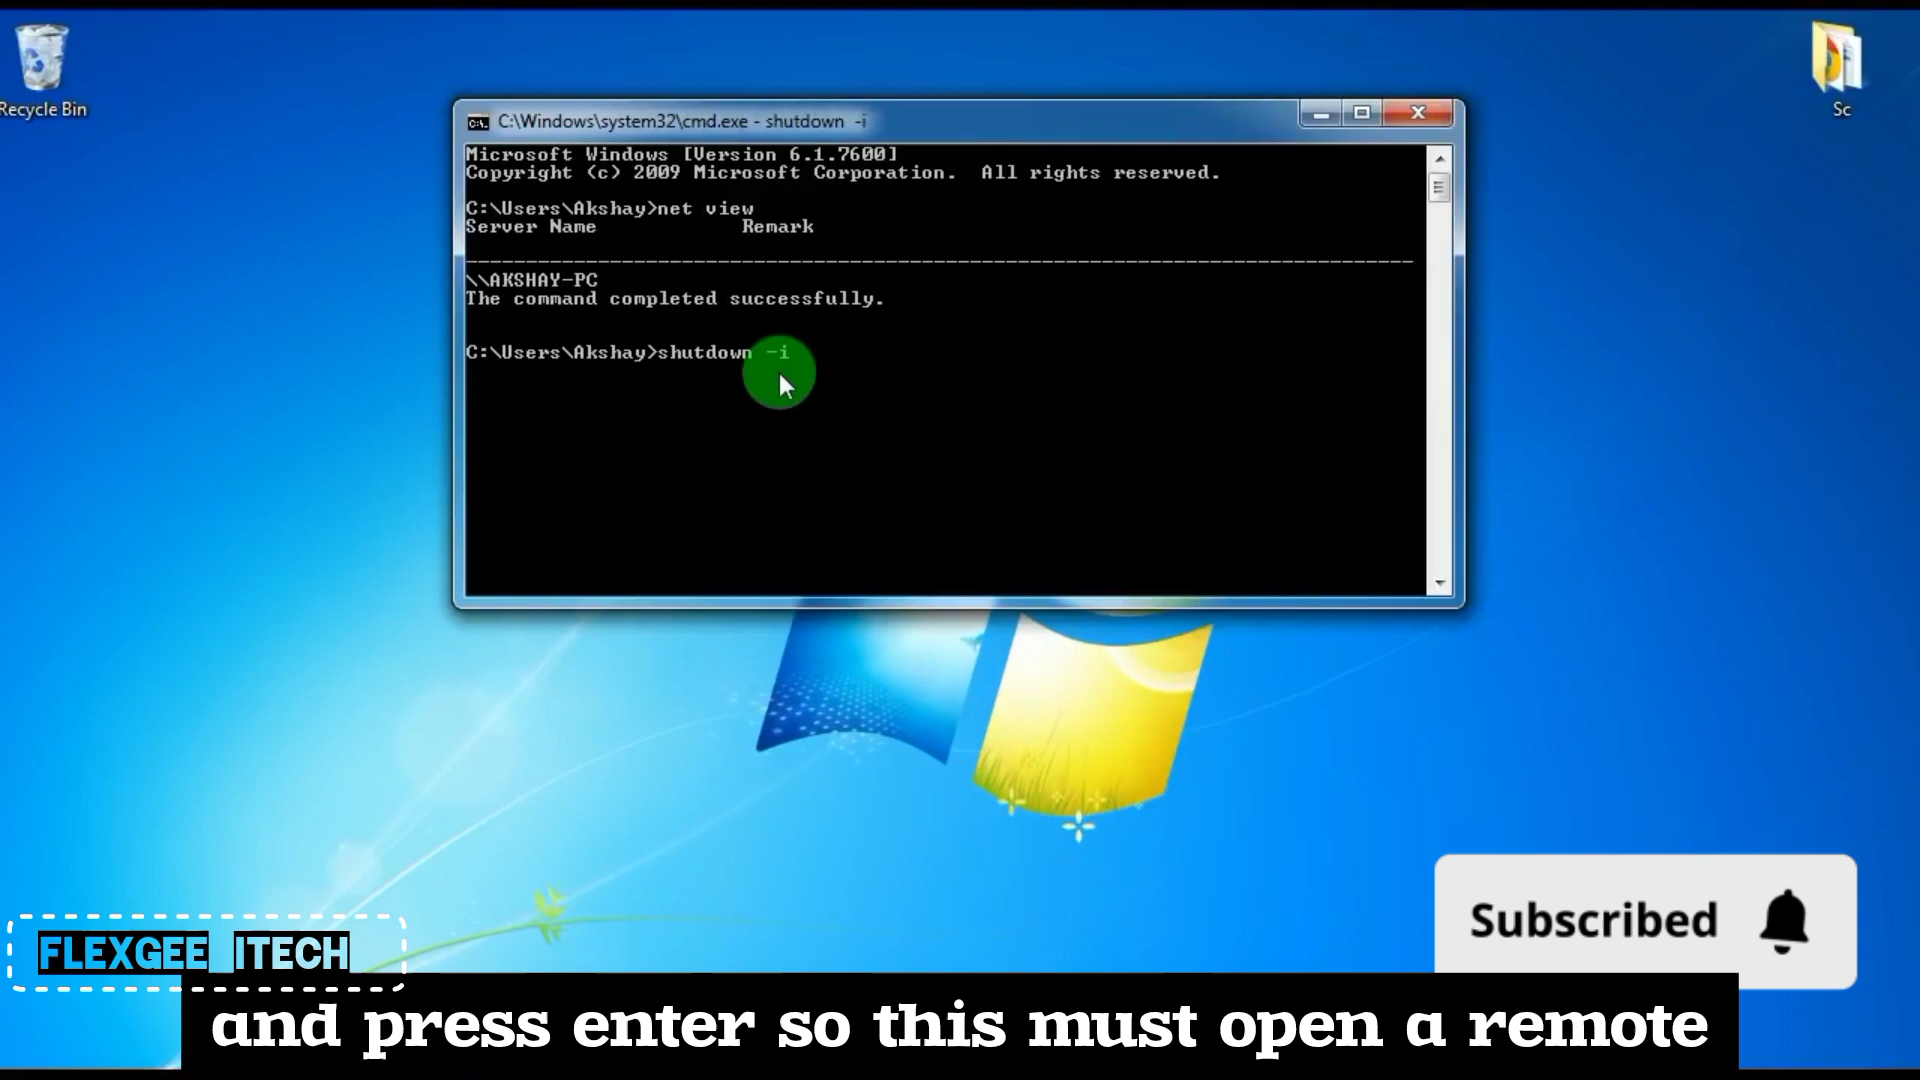 Recycle Bin
Sc
C:\Windows\system32\cmd.exe - shutdown -i
Microsoft Windows [Version 6.1.7600]
Copyright (c) 2009 Microsoft Corporation. All rights reserved.
C:\Users\Akshay>net view
Server Name Remark
\\AKSHAY-PC
The command completed successfully.
C:\Users\Akshay>shutdown -i
Subscribed
FLEXGEE ITECH
and press enter so this must open a remote